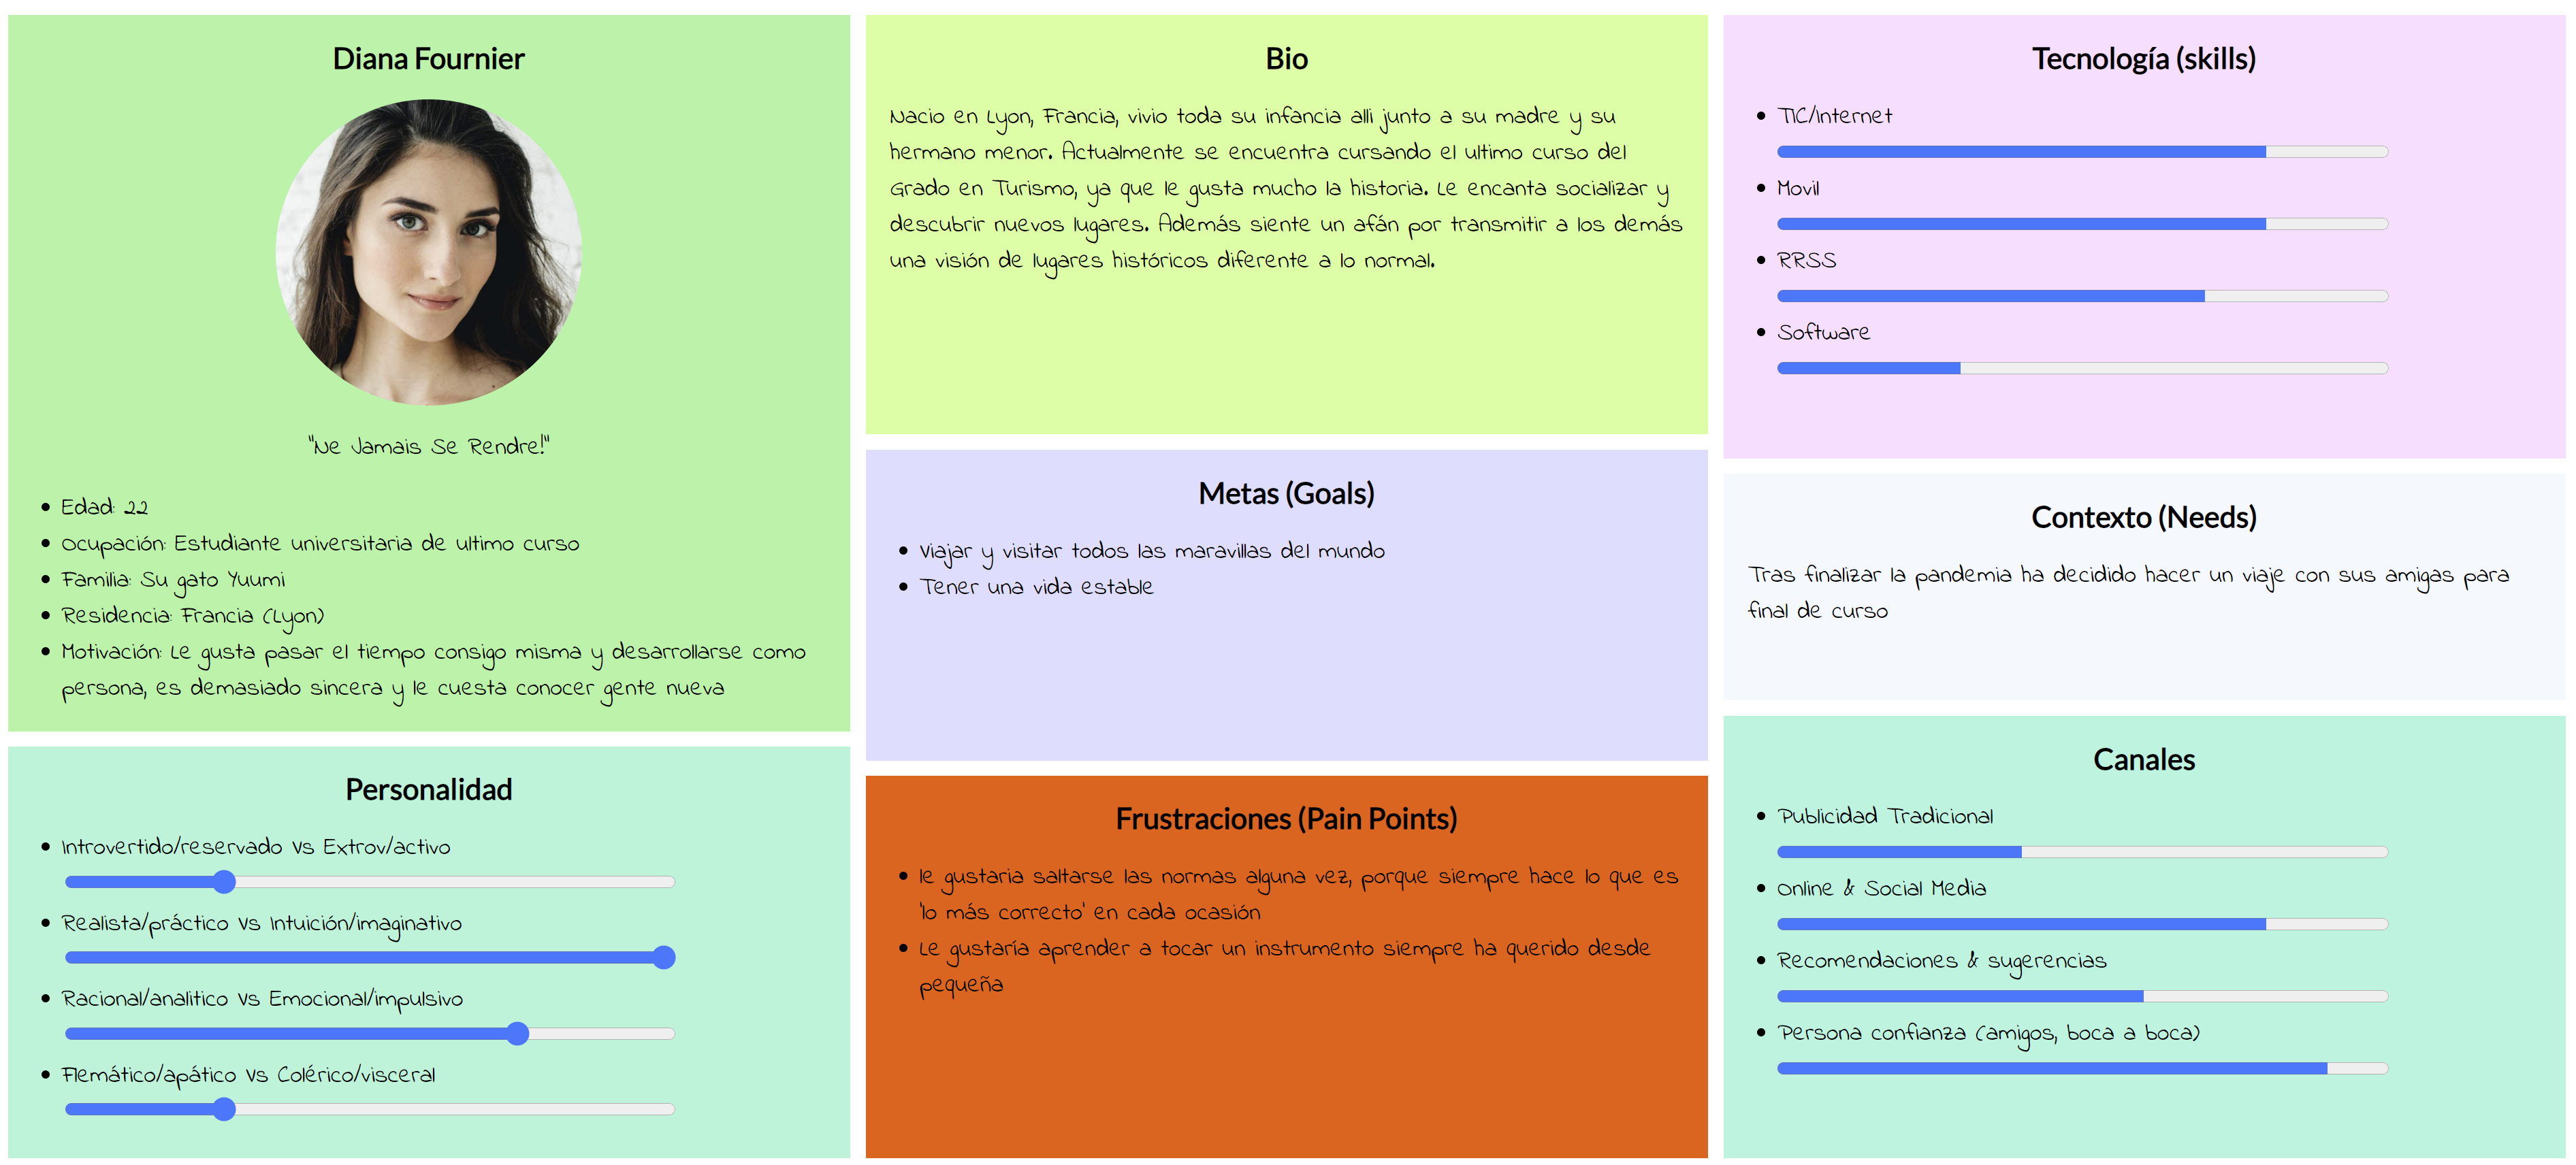 Diana Fournier
"Ne Jamais Se Rendre!"
Edad: 22
Ocupación: Estudiante universitaria de ultimo curso
Familia: Su gato Yuumi
Residencia: Francia (Lyon)
Motivación: Le gusta pasar el tiempo consigo misma y desarrollarse como
persona, es demasiado sincera y le cuesta conocer gente nueva
Personalidad
Introvertido/reservado Vs Extrov/activo
Realista/práctico Vs Intuición/imaginativo
Racional/analitico Vs Emocional/impulsivo
Flemático/apático Vs Colérico/visceral
Bio
Nacio en Lyon, Francia, vivio toda su infancia alli junto a su madre y su
hermano menor. Actualmente se encuentra cursando el ultimo curso del
Grado en Turismo, ya que le gusta mucho la historia. Le encanta socializar y
descubrir nuevos lugares. Además siente un afán por transmitir a los demás
una visión de lugares históricos diferente a lo normal.
Metas (Goals)
Viajar y visitar todos las maravillas del mundo
Tener una vida estable
Frustraciones (Pain Points)
le gustaria saltarse las normas alguna vez, porque siempre hace lo que es
'lo más correcto' en cada ocasión
Le gustaría aprender a tocar un instrumento siempre ha querido desde
pequeña
Tecnología (skills)
TIC/Internet
Movil
RRSS
Software
Contexto (Needs)
Tras finalizar la pandemia ha decidido hacer un viaje con sus amigas para
final de curso
Canales
Publicidad Tradicional
Online & Social Media
Recomendaciones & sugerencias
Persona confianza (amigos, boca a boca)